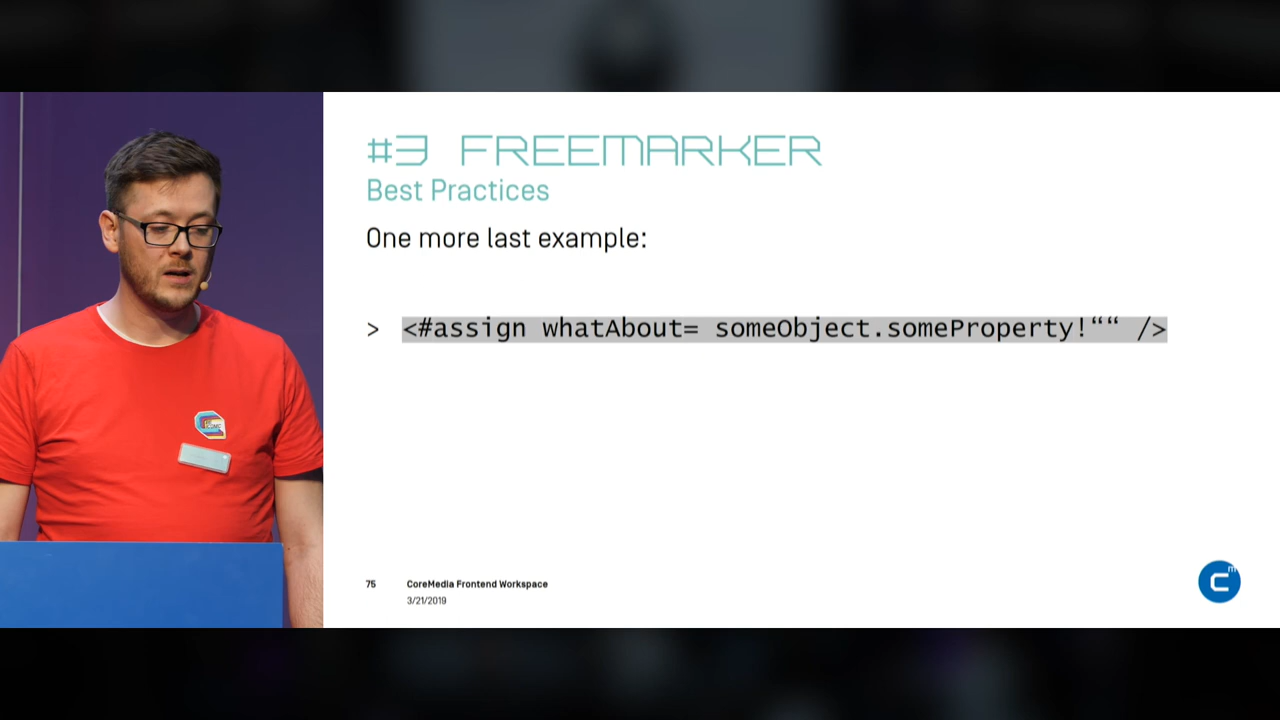 #3 FREEMARKER
Best Practices
One more last example:
> <#assign whatAbout= someObject.someProperty!““ />
75 CoreMedia Frontend Workspace
3/21/2019
C m